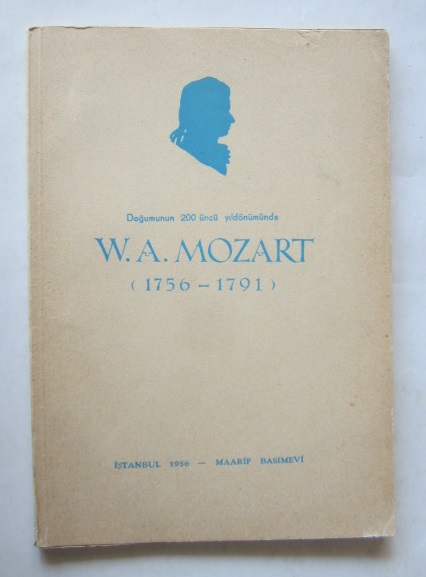 Doğumunun 200 üncü yıldönümünde
W. A. MOZART
( 1756 – 1791 )
İSTANBUL 1956 — MAARİF BASIMEVİ